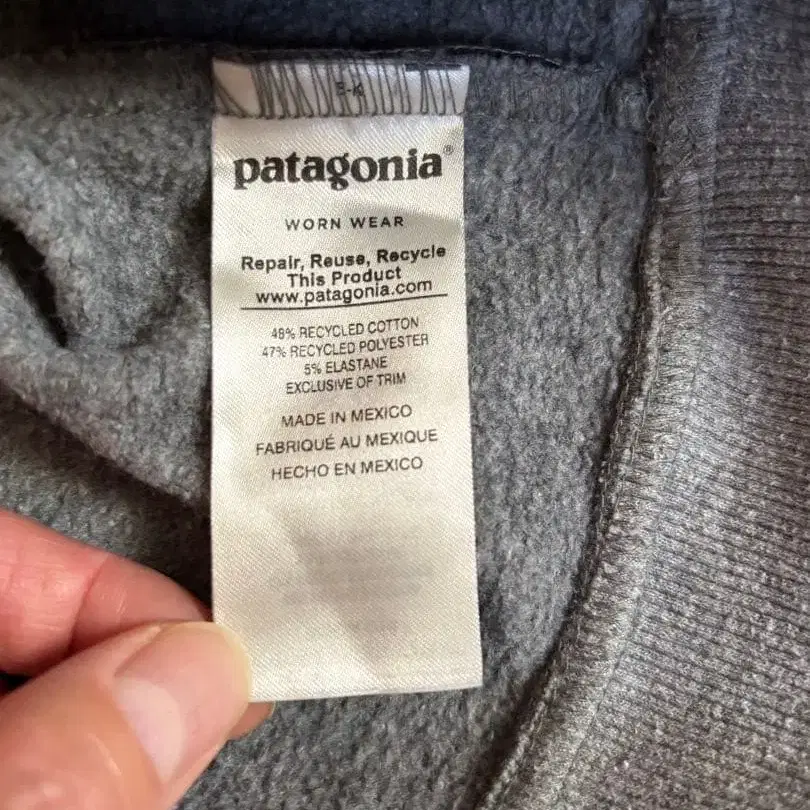 patagonia®
WORN WEAR
Repair, Reuse, Recycle
This Product
www.patagonia.com
48% RECYCLED COTTON
47% RECYCLED POLYESTER
5% ELASTANE
EXCLUSIVE OF TRIM
MADE IN MEXICO
FABRIQUÉ AU MEXIQUE
HECHO EN MEXICO